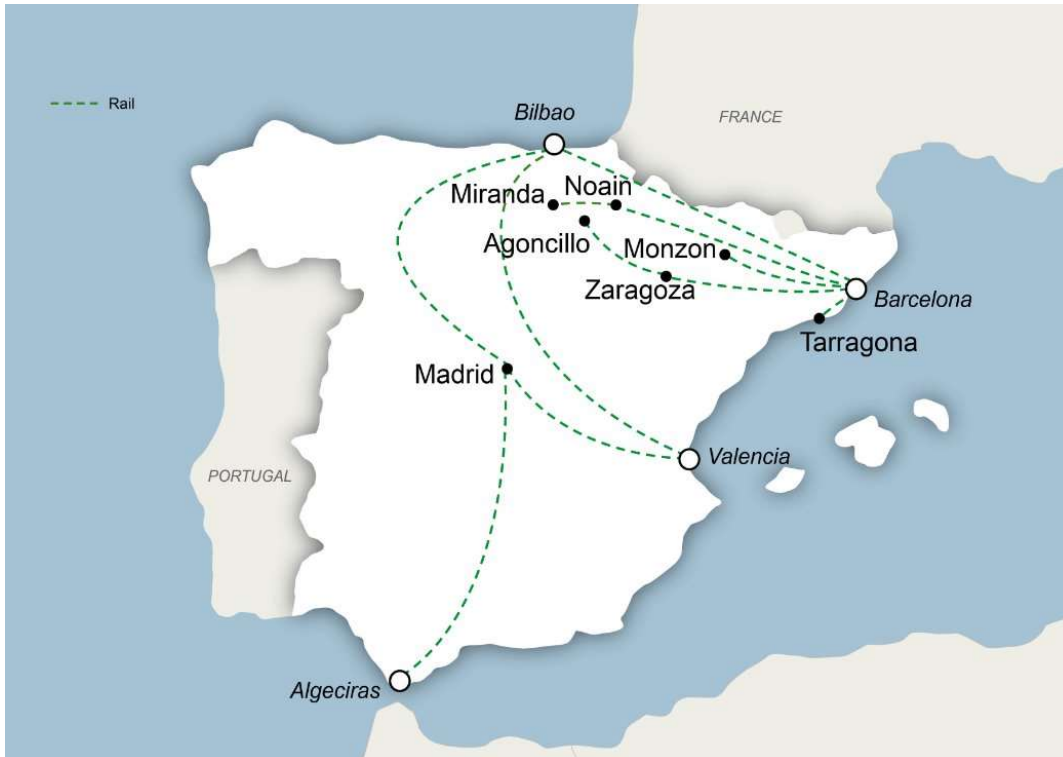 Rail
Bilbao
FRANCE
Miranda
Noain
Agoncillo
Monzon
Zaragoza
Barcelona
Tarragona
Madrid
Valencia
PORTUGAL
Algeciras